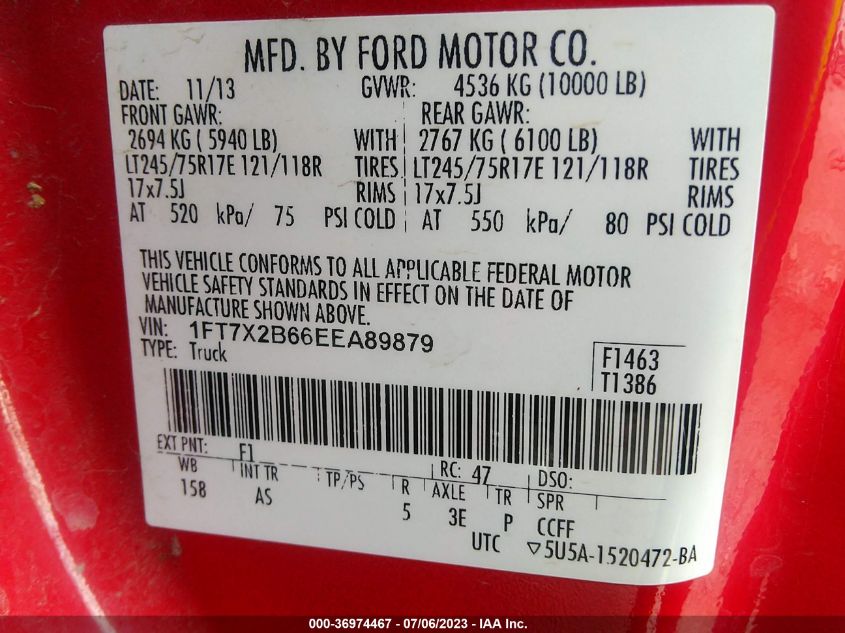 MFD. BY FORD MOTOR CO.
DATE: 11/13 GVWR: 4536 KG (10000 LB)
FRONT GAWR: REAR GAWR:
2694 KG ( 5940 LB) WITH 2767 KG ( 6100 LB) WITH
LT245/75R17E 121/118R TIRES LT245/75R17E 121/118R TIRES
17x7.5J RIMS 17x7.5J RIMS
AT 520 kPa/ 75 PSI COLD AT 550 kPa/ 80 PSI COLD
THIS VEHICLE CONFORMS TO ALL APPLICABLE FEDERAL MOTOR
VEHICLE SAFETY STANDARDS IN EFFECT ON THE DATE OF
MANUFACTURE SHOWN ABOVE.
VIN: 1FT7X2B66EEA89879
TYPE: Truck
F1463
T1386
EXT PNT: F1 RC: 47 DSO:
WB INT TR TP/PS R AXLE TR SPR
158 AS 5 3E P CCFF
UTC ▽5U5A-1520472-BA
000-36974467 - 07/06/2023 - IAA Inc.